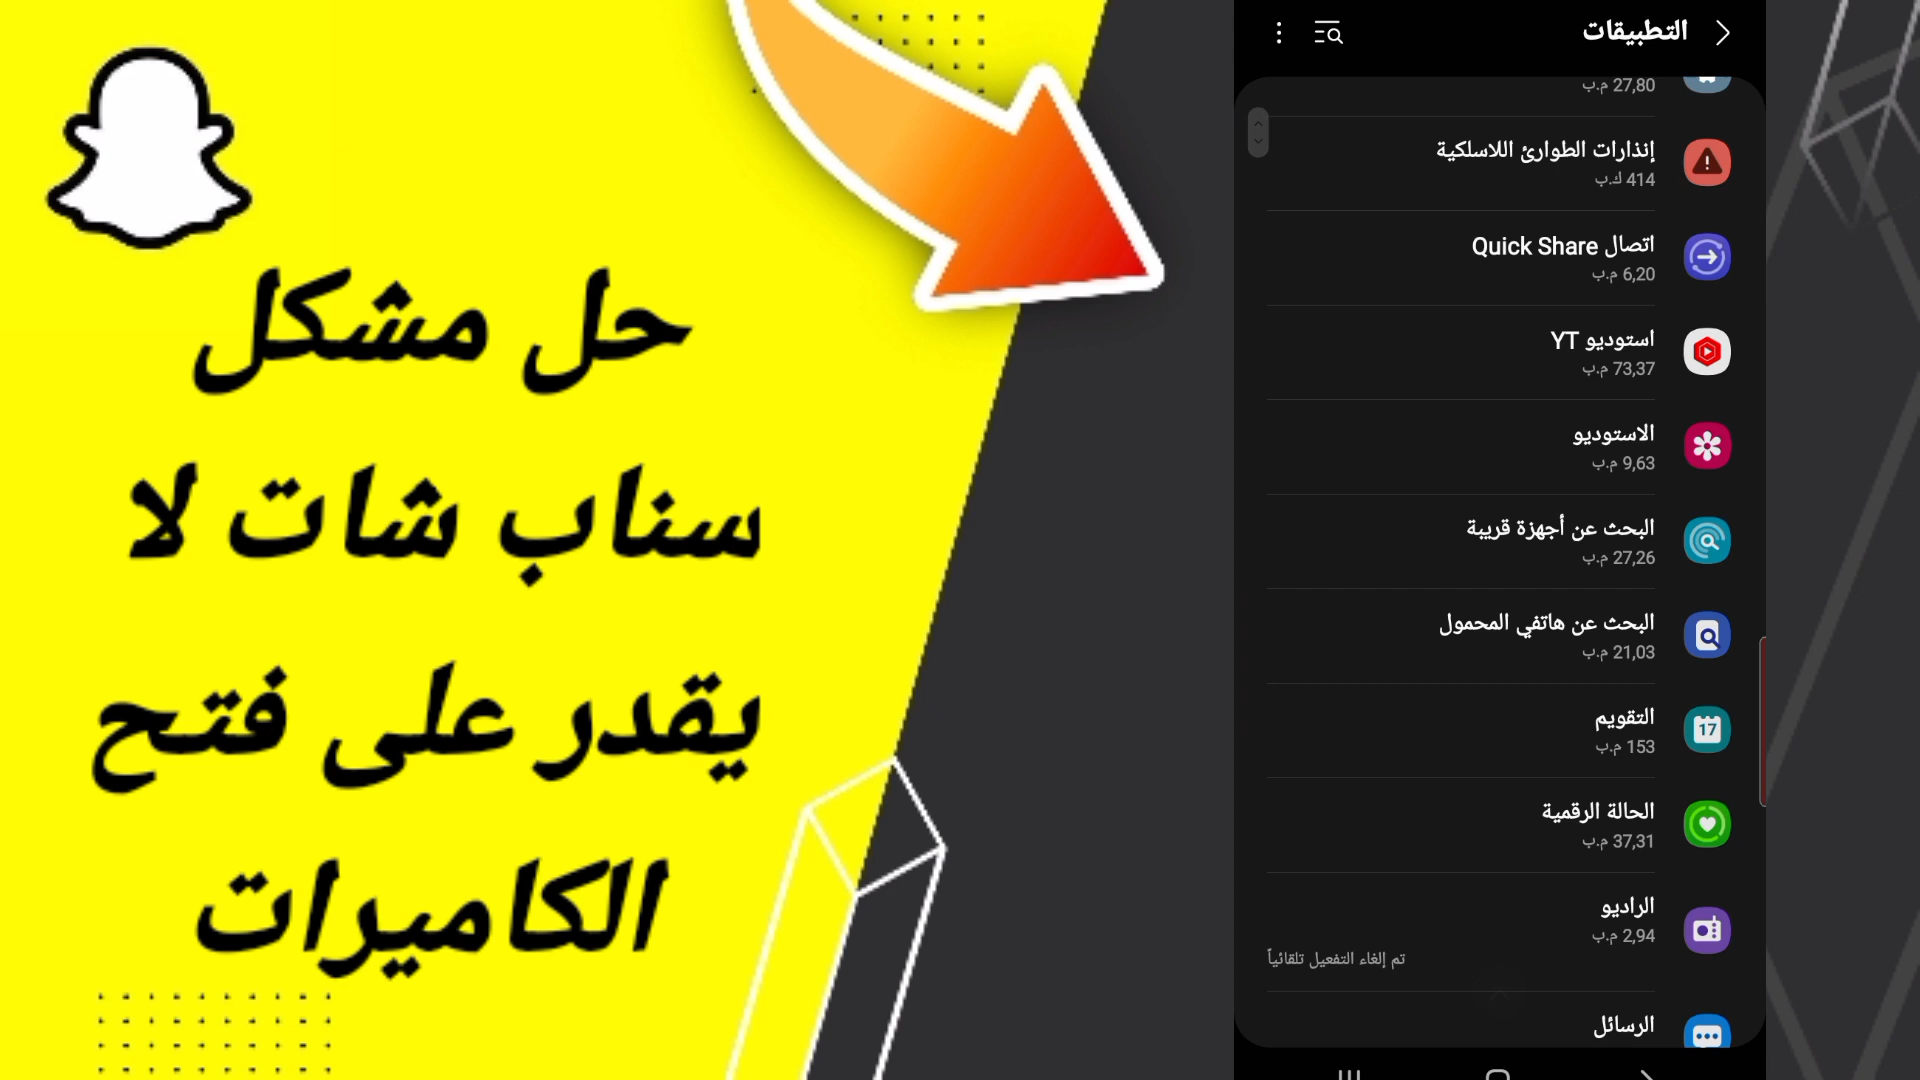 حل مشكل
سناب شات لا
يقدر على فتح
الكاميرات
التطبيقات
27,80 م.ب
إنذارات الطوارئ اللاسلكية
414 ك.ب
اتصال Quick Share
6,20 م.ب
استوديو YT
73,37 م.ب
الاستوديو
9,63 م.ب
البحث عن أجهزة قريبة
27,26 م.ب
البحث عن هاتفي المحمول
21,03 م.ب
التقويم
17
153 م.ب
الحالة الرقمية
37,31 م.ب
الراديو
2,94 م.ب
تم إلغاء التفعيل تلقائياً
الرسائل